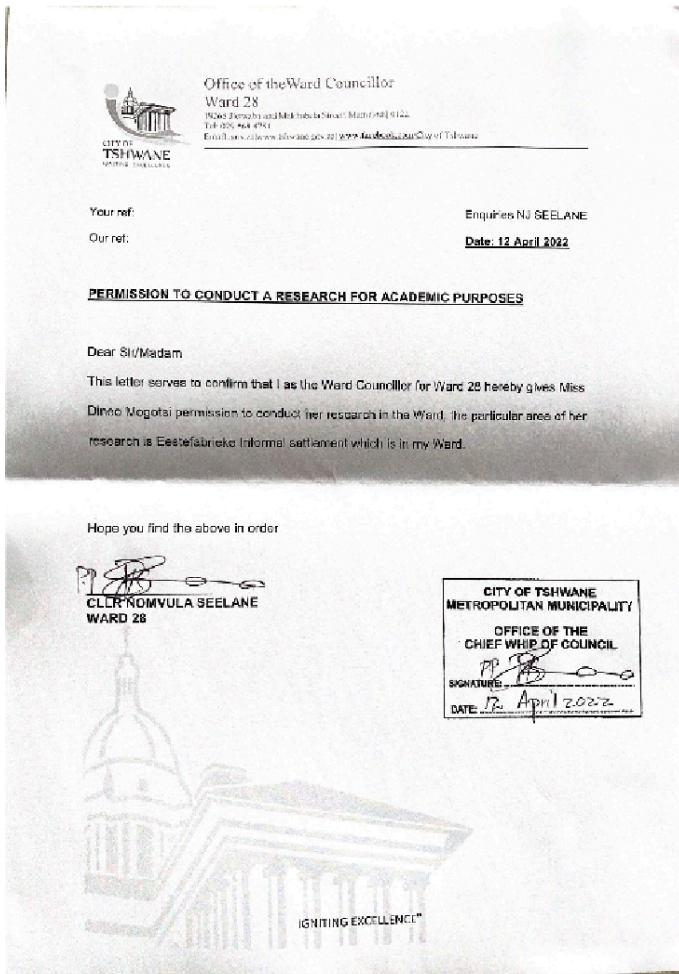 CITY OF
TSHWANE
Office of theWard Councillor
Ward 28
Your ref:
Enquiries NJ SEELANE
Our ref:
Date: 12 April 2022
PERMISSION TO CONDUCT A RESEARCH FOR ACADEMIC PURPOSES
Dear Sir/Madam
This letter serves to confirm that I as the Ward Councillor for Ward 28 hereby gives Miss
Dineo Mogotsi permission to conduct her research in the Ward, the particular area of her
research is Eestefabrieke Informal settlement which is in my Ward.
Hope you find the above in order
PP
CLLR NOMVULA SEELANE
WARD 28
CITY OF TSHWANE
METROPOLITAN MUNICIPALITY
OFFICE OF THE
CHIEF WHIP OF COUNCIL
PP
SIGNATURE:
DATE: 12 April 2022
IGNITING EXCELLENCE"